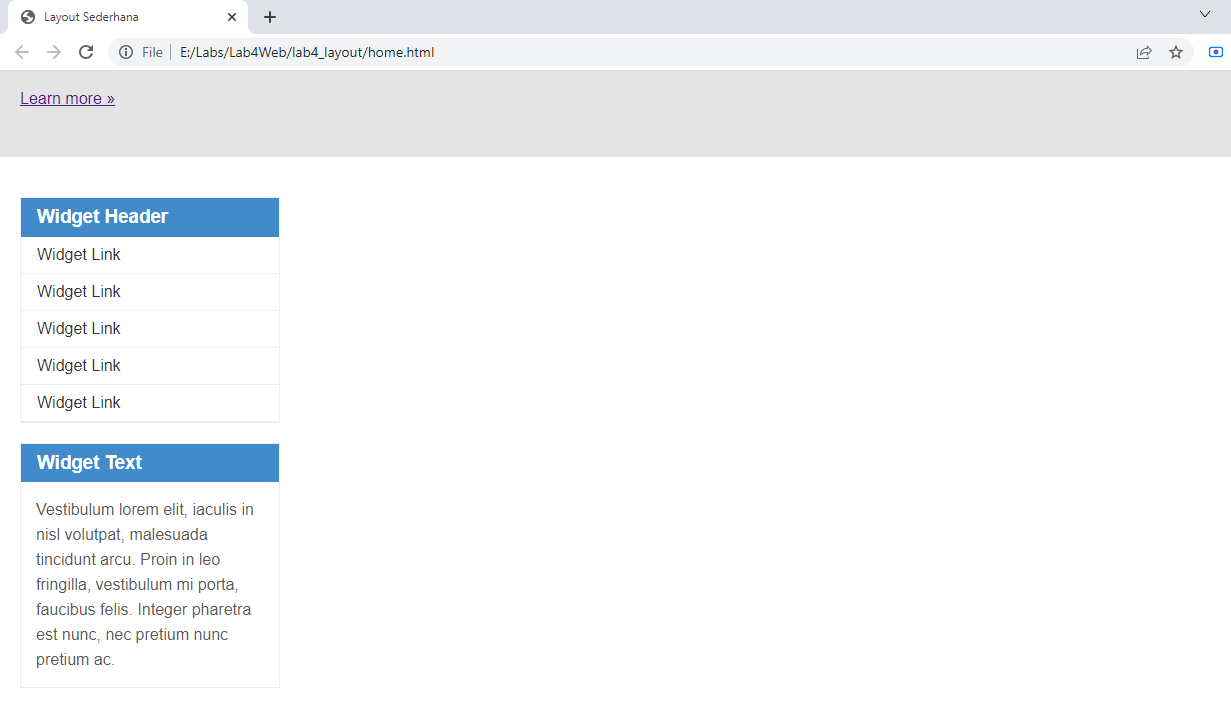 Layout Sederhana
File E:/Labs/Lab4Web/lab4_layout/home.html
Learn more »
Widget Header
Widget Link
Widget Link
Widget Link
Widget Link
Widget Link
Widget Text
Vestibulum lorem elit, iaculis in
nisl volutpat, malesuada
tincidunt arcu. Proin in leo
fringilla, vestibulum mi porta,
faucibus felis. Integer pharetra
est nunc, nec pretium nunc
pretium ac.